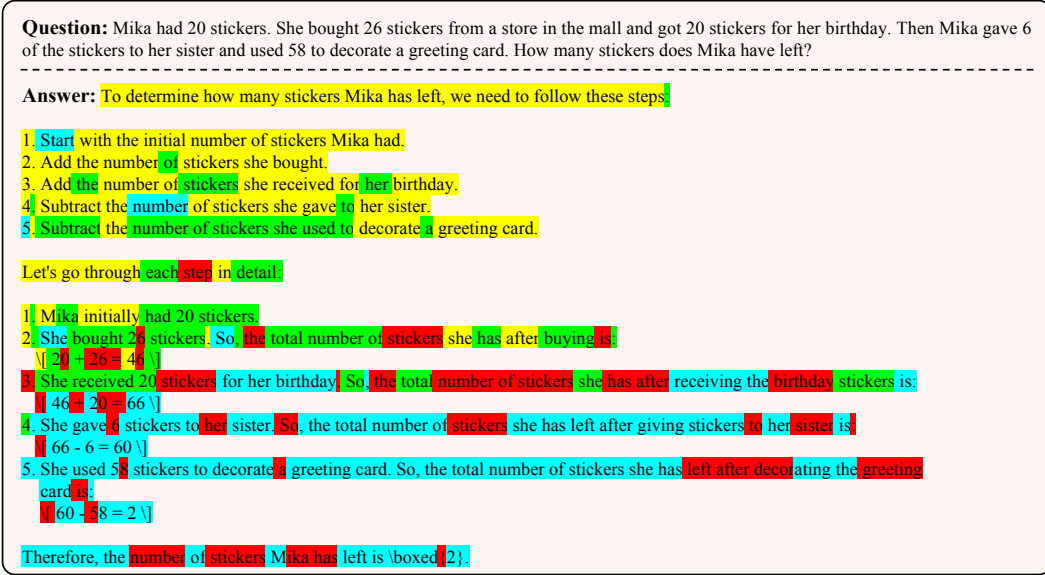 Question: Mika had 20 stickers. She bought 26 stickers from a store in the mall and got 20 stickers for her birthday. Then Mika gave 6
of the stickers to her sister and used 58 to decorate a greeting card. How many stickers does Mika have left?
Answer: To determine how many stickers Mika has left, we need to follow these steps:
1. Start with the initial number of stickers Mika had.
2. Add the number of stickers she bought.
3. Add the number of stickers she received for her birthday.
4. Subtract the number of stickers she gave to her sister.
5. Subtract the number of stickers she used to decorate a greeting card.
Let's go through each step in detail:
1. Mika initially had 20 stickers.
2. She bought 26 stickers. So, the total number of stickers she has after buying is:
\[ 20 + 26 = 46 \]
3. She received 20 stickers for her birthday. So, the total number of stickers she has after receiving the birthday stickers is:
\[ 46 + 20 = 66 \]
4. She gave 6 stickers to her sister. So, the total number of stickers she has left after giving stickers to her sister is:
\[ 66 - 6 = 60 \]
5. She used 58 stickers to decorate a greeting card. So, the total number of stickers she has left after decorating the greeting
card is:
\[ 60 - 58 = 2 \]
Therefore, the number of stickers Mika has left is \boxed{2}.